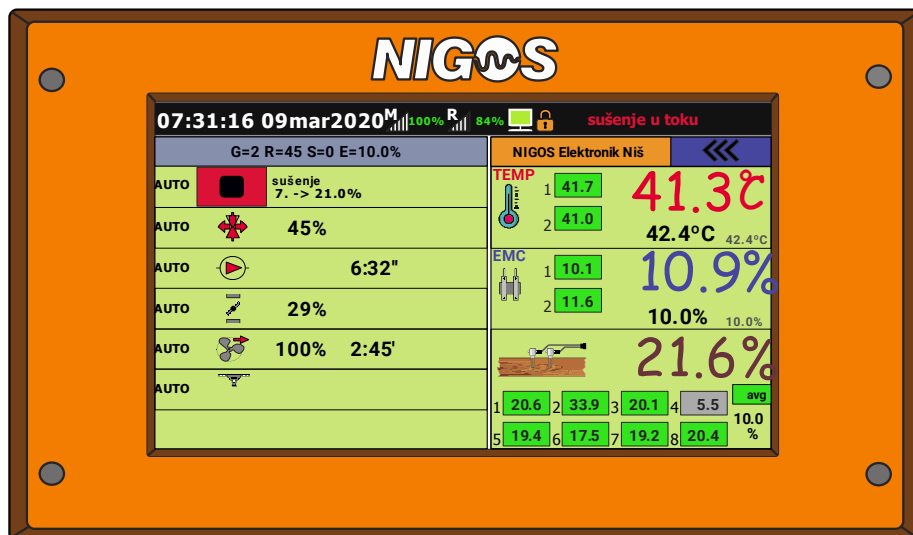 NIGOS
07:31:16 09mar2020 M 100% R 84% sušenje u toku
G=2 R=45 S=0 E=10.0%
NIGOS Elektronik Niš
AUTO sušenje
7. -> 21.0%
AUTO 45%
AUTO 6:32"
AUTO 29%
AUTO 100% 2:45'
AUTO
TEMP
1 41.7
2 41.0
41.3℃
42.4°C 42.4°C
EMC
1 10.1
2 11.6
10.9%
10.0% 10.0%
21.6%
avg
1 20.6 2 33.9 3 20.1 4 5.5
10.0
%
5 19.4 6 17.5 7 19.2 8 20.4